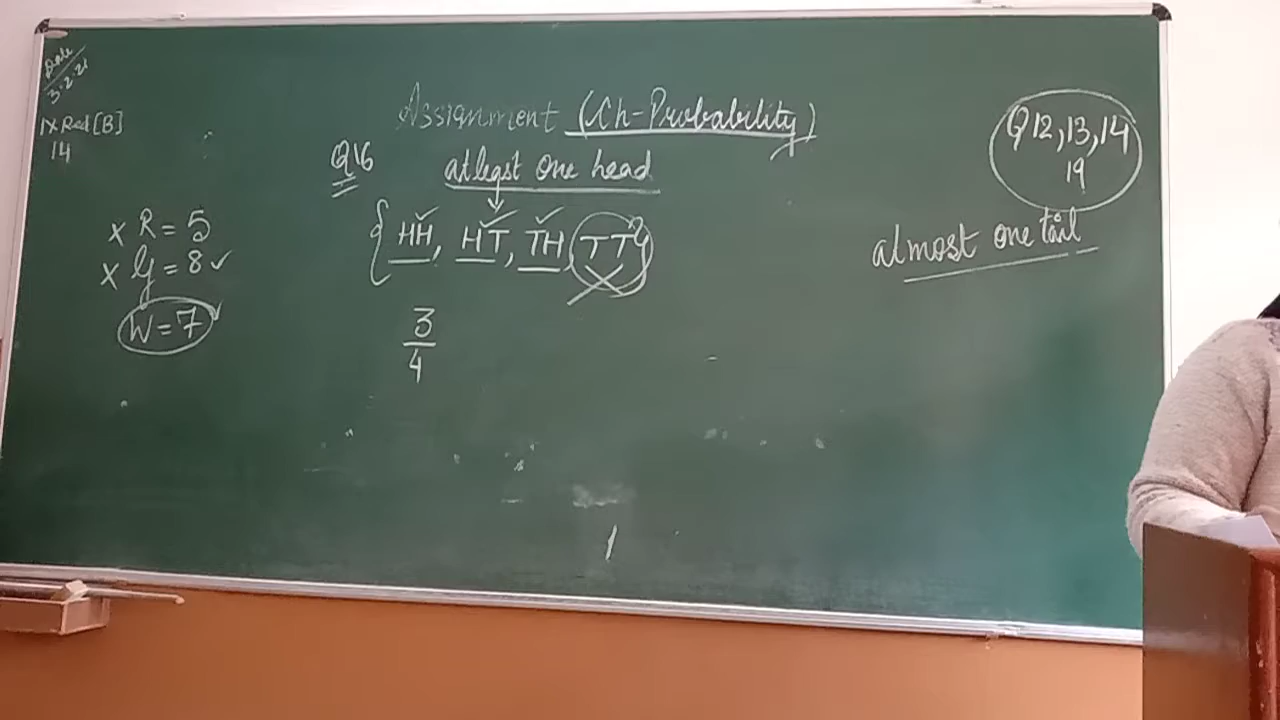 Date
3.2.21
IX Red [B]
14
Assignment (Ch-Probability)
Q12, 13, 14
19
Q16
atleast one head
{HH, HT, TH, TT}
almost one tail
x R = 5
x G = 8 ✓
W = 7
3
4